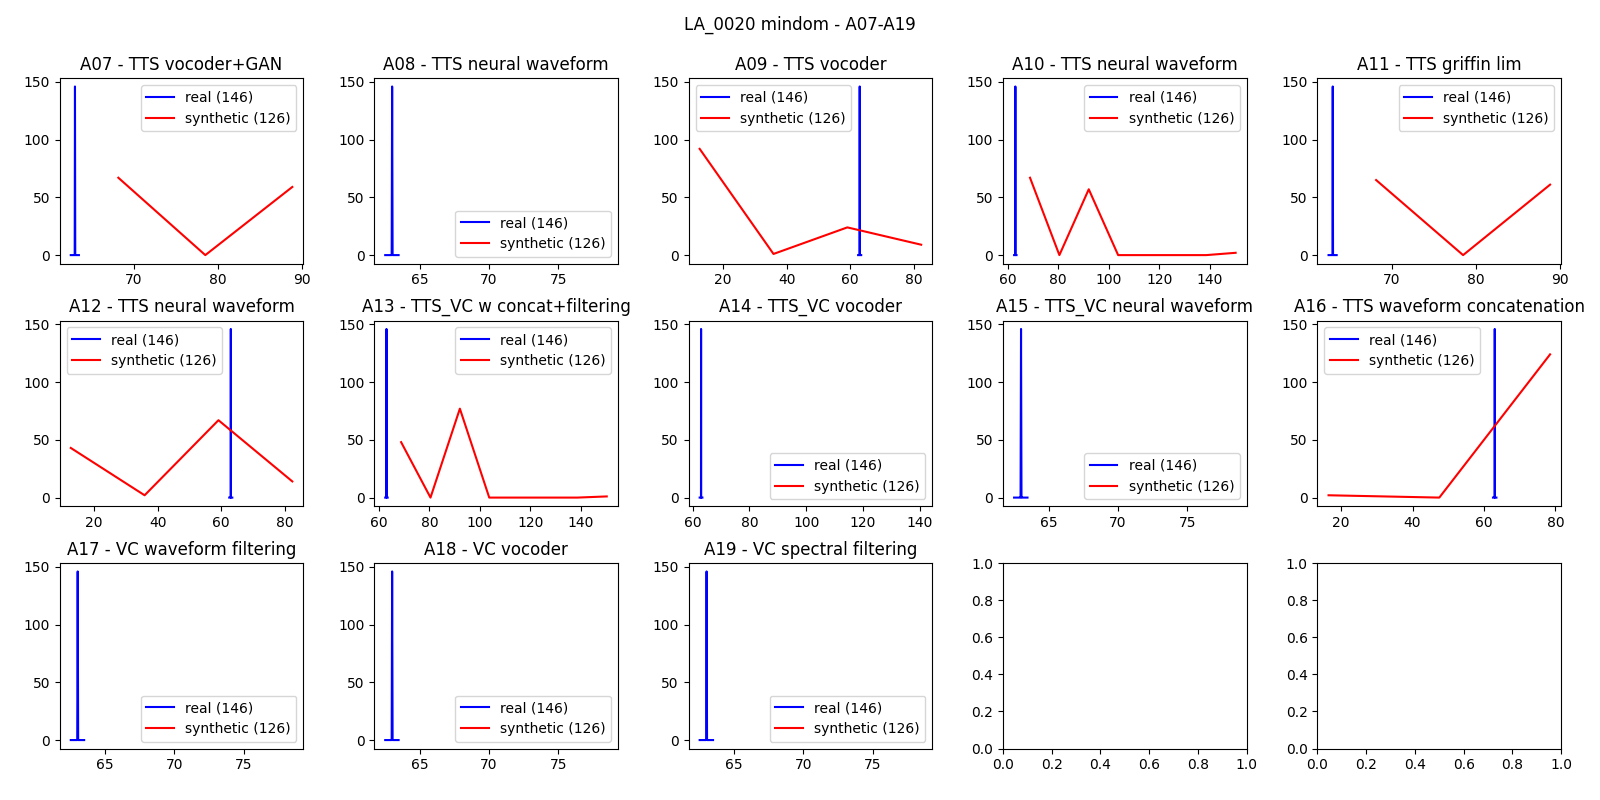 LA_0020 mindom - A07-A19
A07 - TTS vocoder+GAN
150
100
50
0
real (146)
synthetic (126)
70 80 90
A08 - TTS neural waveform
150
100
50
0
real (146)
synthetic (126)
65 70 75
A09 - TTS vocoder
150
100
50
0
real (146)
synthetic (126)
20 40 60 80
A10 - TTS neural waveform
150
100
50
0
real (146)
synthetic (126)
60 80 100 120 140
A11 - TTS griffin lim
150
100
50
0
real (146)
synthetic (126)
70 80 90
A12 - TTS neural waveform
150
100
50
0
real (146)
synthetic (126)
20 40 60 80
A13 - TTS_VC w concat+filtering
150
100
50
0
real (146)
synthetic (126)
60 80 100 120 140
A14 - TTS_VC vocoder
150
100
50
0
real (146)
synthetic (126)
60 80 100 120 140
A15 - TTS_VC neural waveform
150
100
50
0
real (146)
synthetic (126)
65 70 75
A16 - TTS waveform concatenation
150
100
50
0
real (146)
synthetic (126)
20 40 60 80
A17 - VC waveform filtering
150
100
50
0
real (146)
synthetic (126)
65 70 75
A18 - VC vocoder
150
100
50
0
real (146)
synthetic (126)
65 70 75
A19 - VC spectral filtering
150
100
50
0
real (146)
synthetic (126)
65 70 75
1.0
0.8
0.6
0.4
0.2
0.0
0.0 0.2 0.4 0.6 0.8 1.0
1.0
0.8
0.6
0.4
0.2
0.0
0.0 0.2 0.4 0.6 0.8 1.0